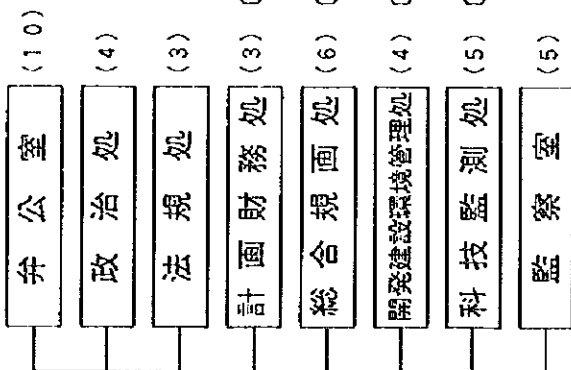 弁公室 (10)
政治処 (4)
法規処 (3)
計画財務処 (3)
総合規画処 (6)
開発建設環境管理処 (4)
科技監測処 (5)
監察室 (5)